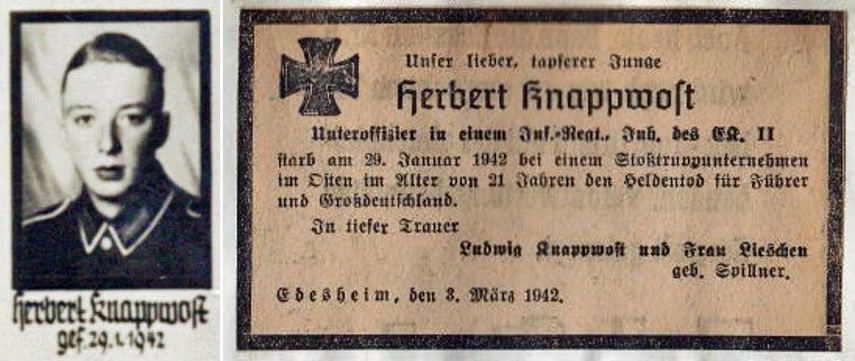 Herbert Knappwost
gef. 29.1.1942
Unser lieber, tapferer Junge
Herbert Knappwost
Unteroffizier in einem Inf.-Regt., Inh. des EK. II
starb am 29. Januar 1942 bei einem Stoßtruppunternehmen
im Osten im Alter von 21 Jahren den Heldentod für Führer
und Großdeutschland.
In tiefer Trauer
Ludwig Knappwost und Frau Lieschen
geb. Spillner.
Edesheim, den 3. März 1942.